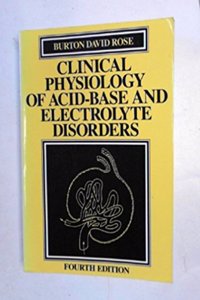 BURTON DAVID ROSE
CLINICAL
PHYSIOLOGY
OF ACID-BASE AND
ELECTROLYTE
DISORDERS
FOURTH EDITION